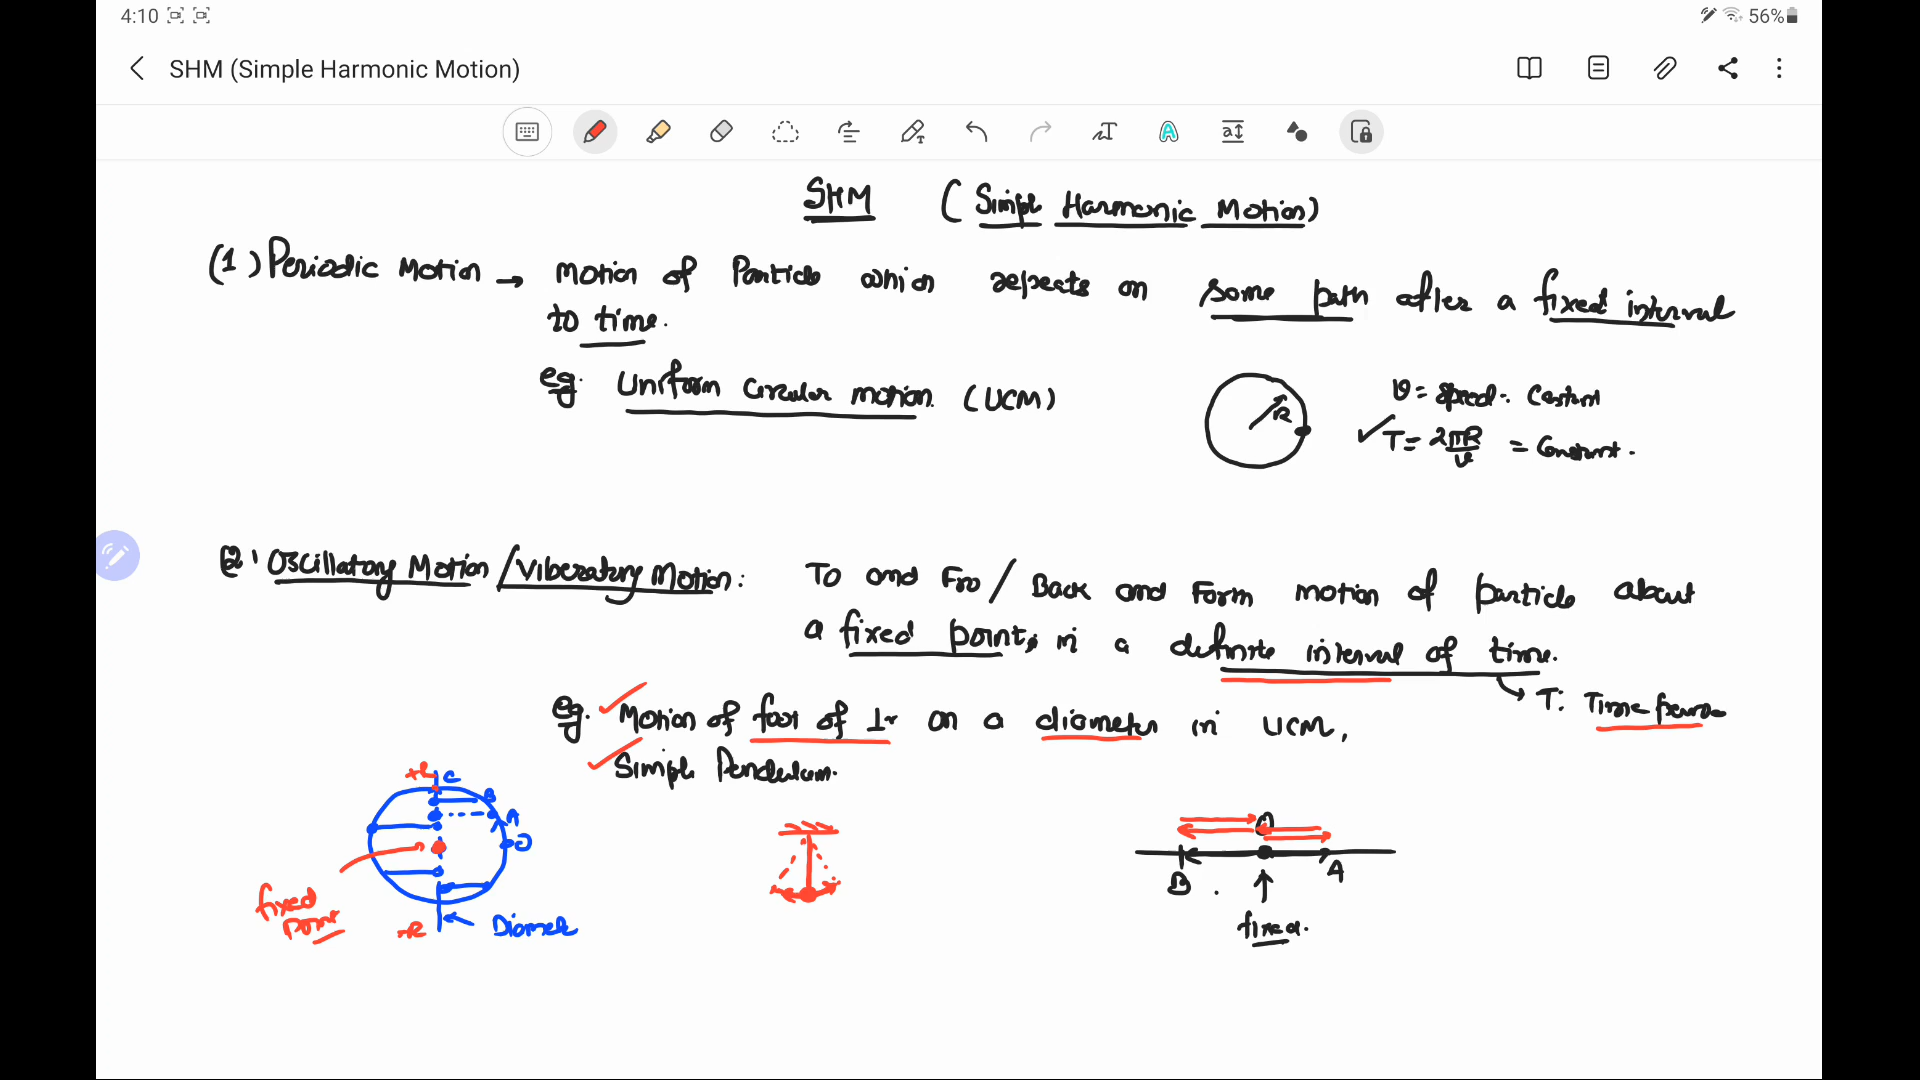 4:10
56%
SHM (Simple Harmonic Motion)
SHM (Simple Harmonic Motion)
(1) Periodic Motion → Motion of Particle which repeats on same path after a fixed interval
to time.
eg. Uniform circular motion (UCM)
R
v = speed. Constant
T = 2πR/v = Constant.
2. Oscillatory Motion / Viberatory Motion:
To and Fro / Back and Form motion of particle about
a fixed point, in a definite interval of time.
T: Time period
eg. Motion of foot of ⊥r on a diameter in UCM,
Simple Pendulum.
+R C
B
A
O
fixed point
-R
Diameter
B
A
fixed.